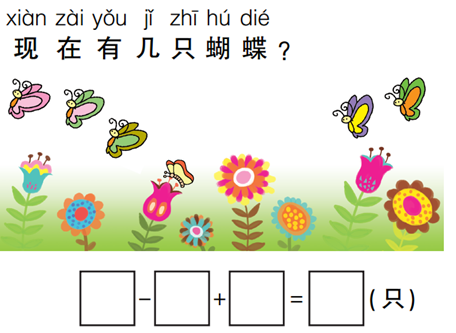 xiàn zài yǒu jǐ zhī hú dié
现在有几只蝴蝶?
□-□+□=□(只)